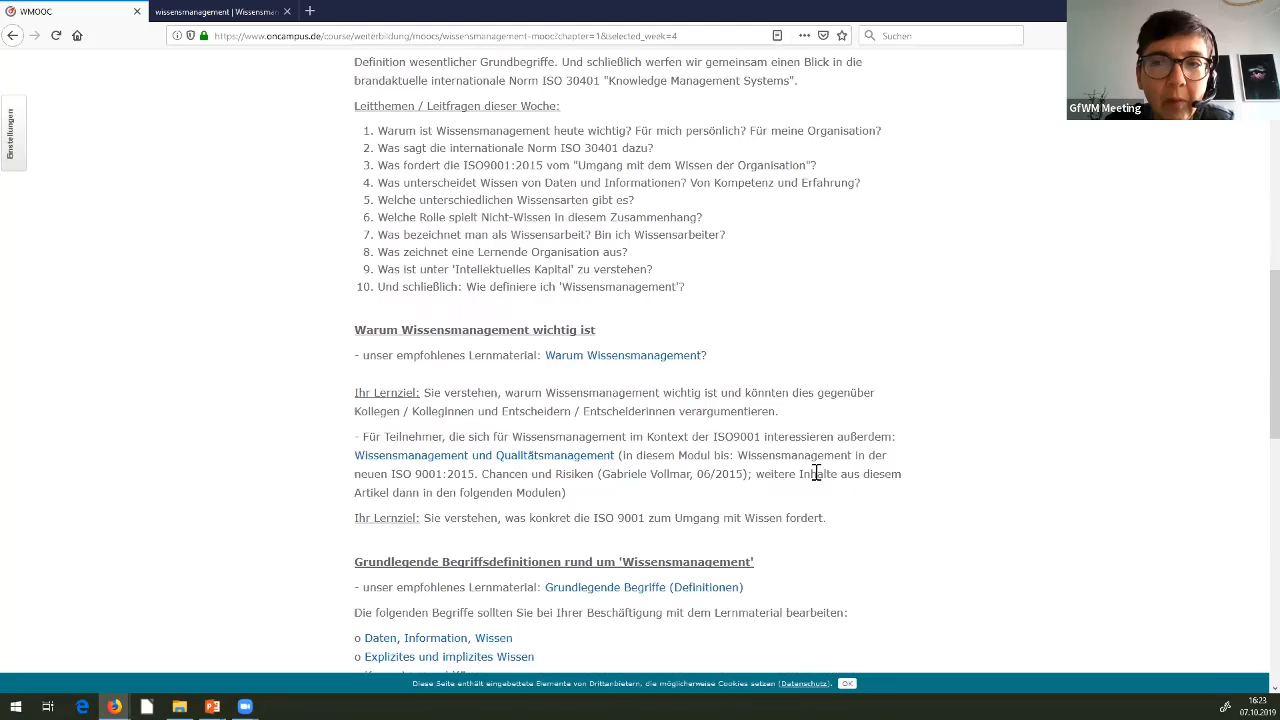 WMOOC
wissensmanagement | Wissensman
https://www.oncampus.de/course/weiterbildung/moocs/wissensmanagement-mooc?chapter=1&selected_week=4
Suchen
GfWM Meeting
Einstellungen
Definition wesentlicher Grundbegriffe. Und schließlich werfen wir gemeinsam einen Blick in die
brandaktuelle internationale Norm ISO 30401 "Knowledge Management Systems".
Leitthemen / Leitfragen dieser Woche:
1. Warum ist Wissensmanagement heute wichtig? Für mich persönlich? Für meine Organisation?
2. Was sagt die internationale Norm ISO 30401 dazu?
3. Was fordert die ISO9001:2015 vom "Umgang mit dem Wissen der Organisation"?
4. Was unterscheidet Wissen von Daten und Informationen? Von Kompetenz und Erfahrung?
5. Welche unterschiedlichen Wissensarten gibt es?
6. Welche Rolle spielt Nicht-Wissen in diesem Zusammenhang?
7. Was bezeichnet man als Wissensarbeit? Bin ich Wissensarbeiter?
8. Was zeichnet eine Lernende Organisation aus?
9. Was ist unter 'Intellektuelles Kapital' zu verstehen?
10. Und schließlich: Wie definiere ich 'Wissensmanagement'?
Warum Wissensmanagement wichtig ist
- unser empfohlenes Lernmaterial: Warum Wissensmanagement?
Ihr Lernziel: Sie verstehen, warum Wissensmanagement wichtig ist und könnten dies gegenüber
Kollegen / Kolleginnen und Entscheidern / Entscheiderinnen verargumentieren.
- Für Teilnehmer, die sich für Wissensmanagement im Kontext der ISO9001 interessieren außerdem:
Wissensmanagement und Qualitätsmanagement (in diesem Modul bis: Wissensmanagement in der
neuen ISO 9001:2015. Chancen und Risiken (Gabriele Vollmar, 06/2015); weitere Inhalte aus diesem
Artikel dann in den folgenden Modulen)
Ihr Lernziel: Sie verstehen, was konkret die ISO 9001 zum Umgang mit Wissen fordert.
Grundlegende Begriffsdefinitionen rund um 'Wissensmanagement'
- unser empfohlenes Lernmaterial: Grundlegende Begriffe (Definitionen)
Die folgenden Begriffe sollten Sie bei Ihrer Beschäftigung mit dem Lernmaterial bearbeiten:
o Daten, Information, Wissen
o Explizites und implizites Wissen
Diese Seite enthält eingebettete Elemente von Drittanbietern, die möglicherweise Cookies setzen (Datenschutz). OK
16:23
07.10.2019